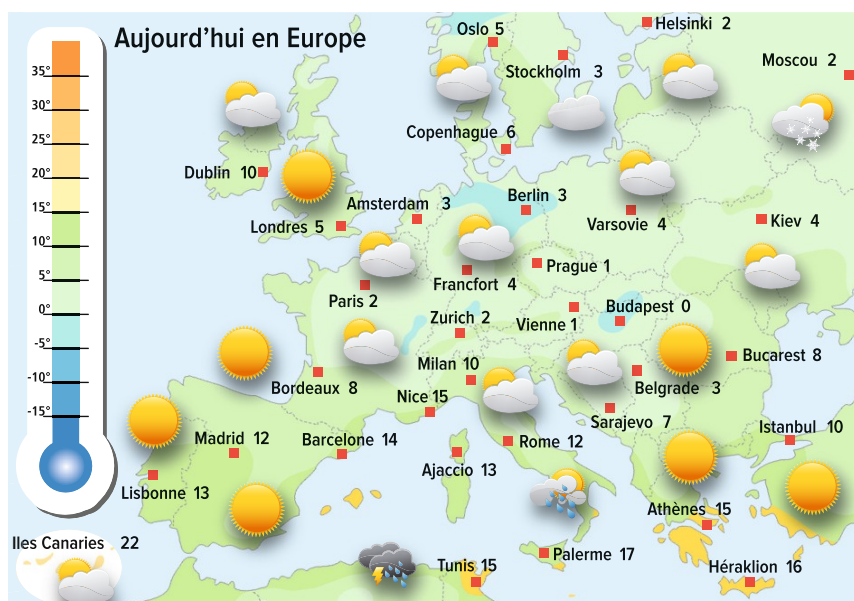 Aujourd'hui en Europe
35°
30°
25°
20°
15°
10°
5°
0°
-5°
-10°
-15°
Oslo 5
Helsinki 2
Stockholm 3
Moscou 2
Copenhague 6
Dublin 10
Amsterdam 3
Berlin 3
Londres 5
Varsovie 4
Kiev 4
Prague 1
Francfort 4
Paris 2
Zurich 2
Vienne 1
Budapest 0
Milan 10
Bucarest 8
Bordeaux 8
Belgrade 3
Nice 15
Sarajevo 7
Istanbul 10
Madrid 12
Barcelone 14
Rome 12
Ajaccio 13
Lisbonne 13
Athènes 15
Iles Canaries 22
Tunis 15
Palerme 17
Héraklion 16